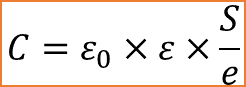 C = ε₀ × ε × S/e